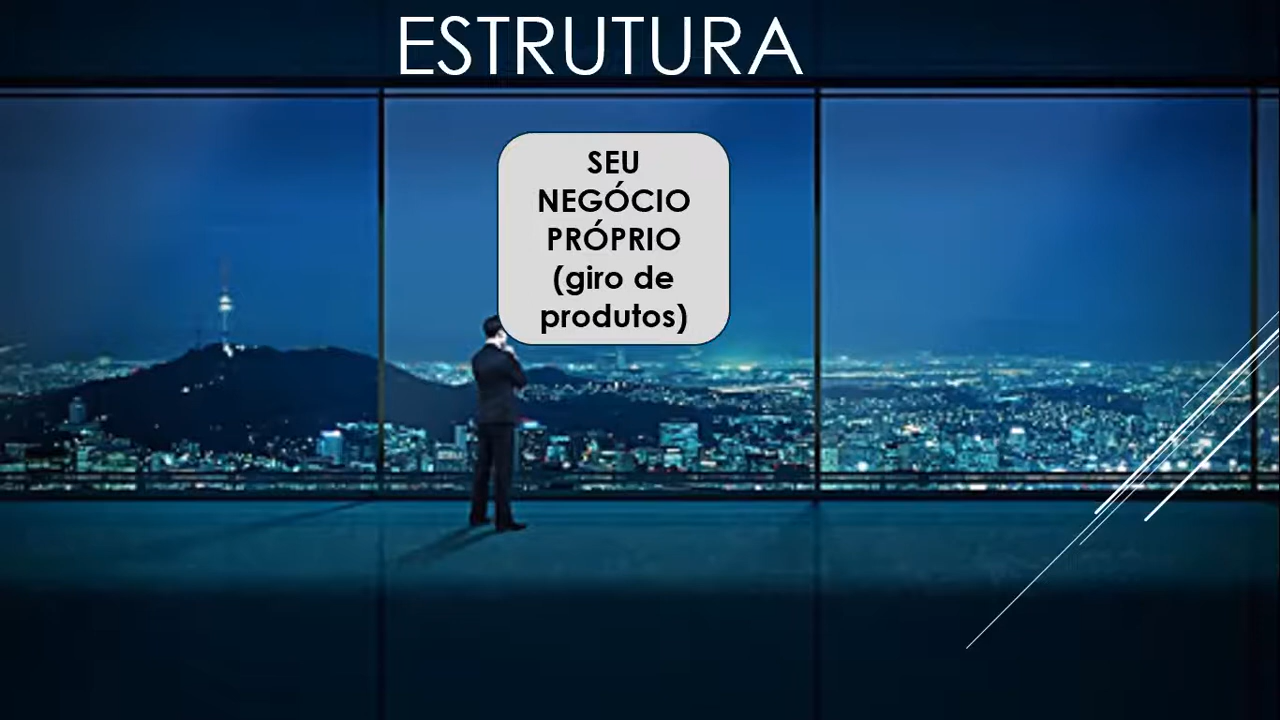 ESTRUTURA
SEU
NEGÓCIO
PRÓPRIO
(giro de
produtos)